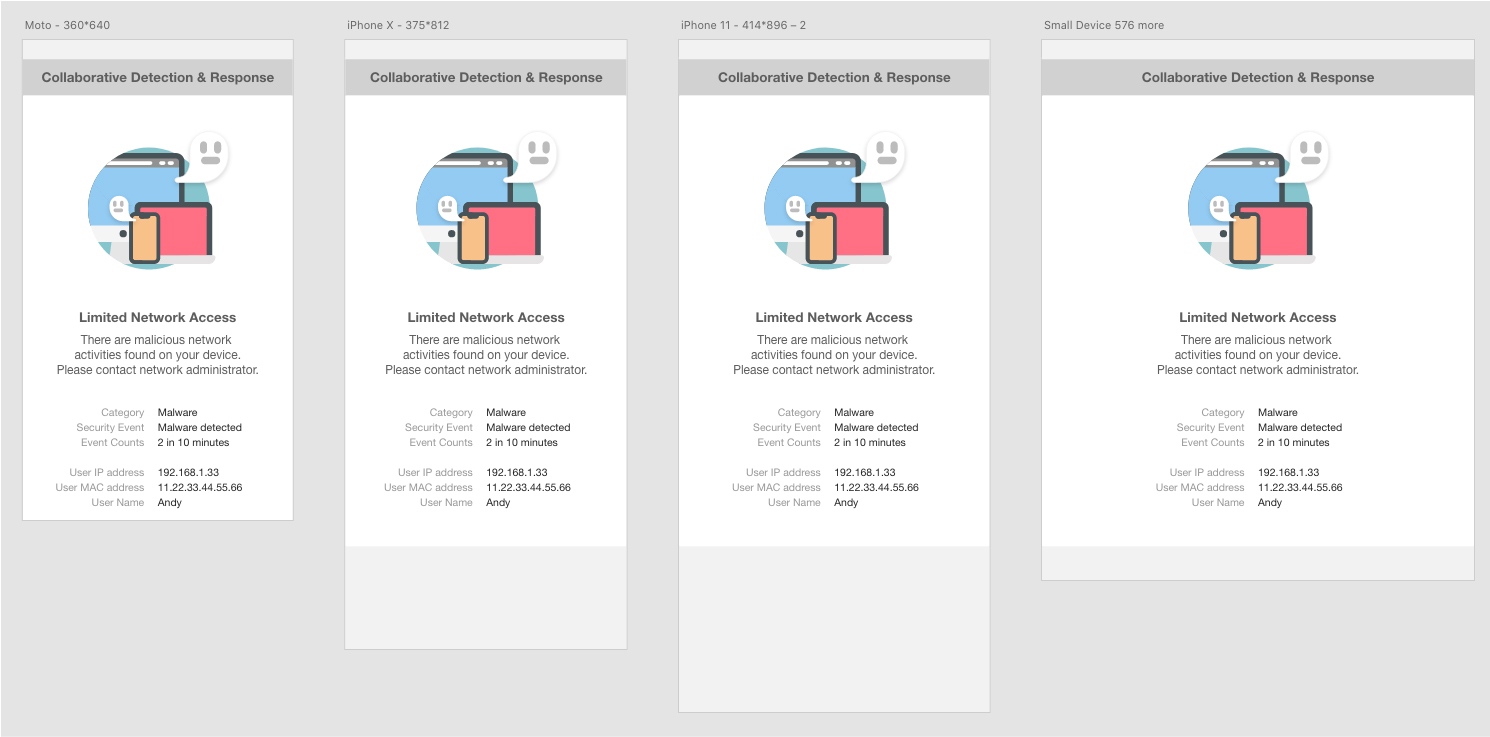 Moto - 360*640
Collaborative Detection & Response
Limited Network Access
There are malicious network
activities found on your device.
Please contact network administrator.
Category Malware
Security Event Malware detected
Event Counts 2 in 10 minutes
User IP address 192.168.1.33
User MAC address 11.22.33.44.55.66
User Name Andy
iPhone X - 375*812
Collaborative Detection & Response
Limited Network Access
There are malicious network
activities found on your device.
Please contact network administrator.
Category Malware
Security Event Malware detected
Event Counts 2 in 10 minutes
User IP address 192.168.1.33
User MAC address 11.22.33.44.55.66
User Name Andy
iPhone 11 - 414*896 – 2
Collaborative Detection & Response
Limited Network Access
There are malicious network
activities found on your device.
Please contact network administrator.
Category Malware
Security Event Malware detected
Event Counts 2 in 10 minutes
User IP address 192.168.1.33
User MAC address 11.22.33.44.55.66
User Name Andy
Small Device 576 more
Collaborative Detection & Response
Limited Network Access
There are malicious network
activities found on your device.
Please contact network administrator.
Category Malware
Security Event Malware detected
Event Counts 2 in 10 minutes
User IP address 192.168.1.33
User MAC address 11.22.33.44.55.66
User Name Andy